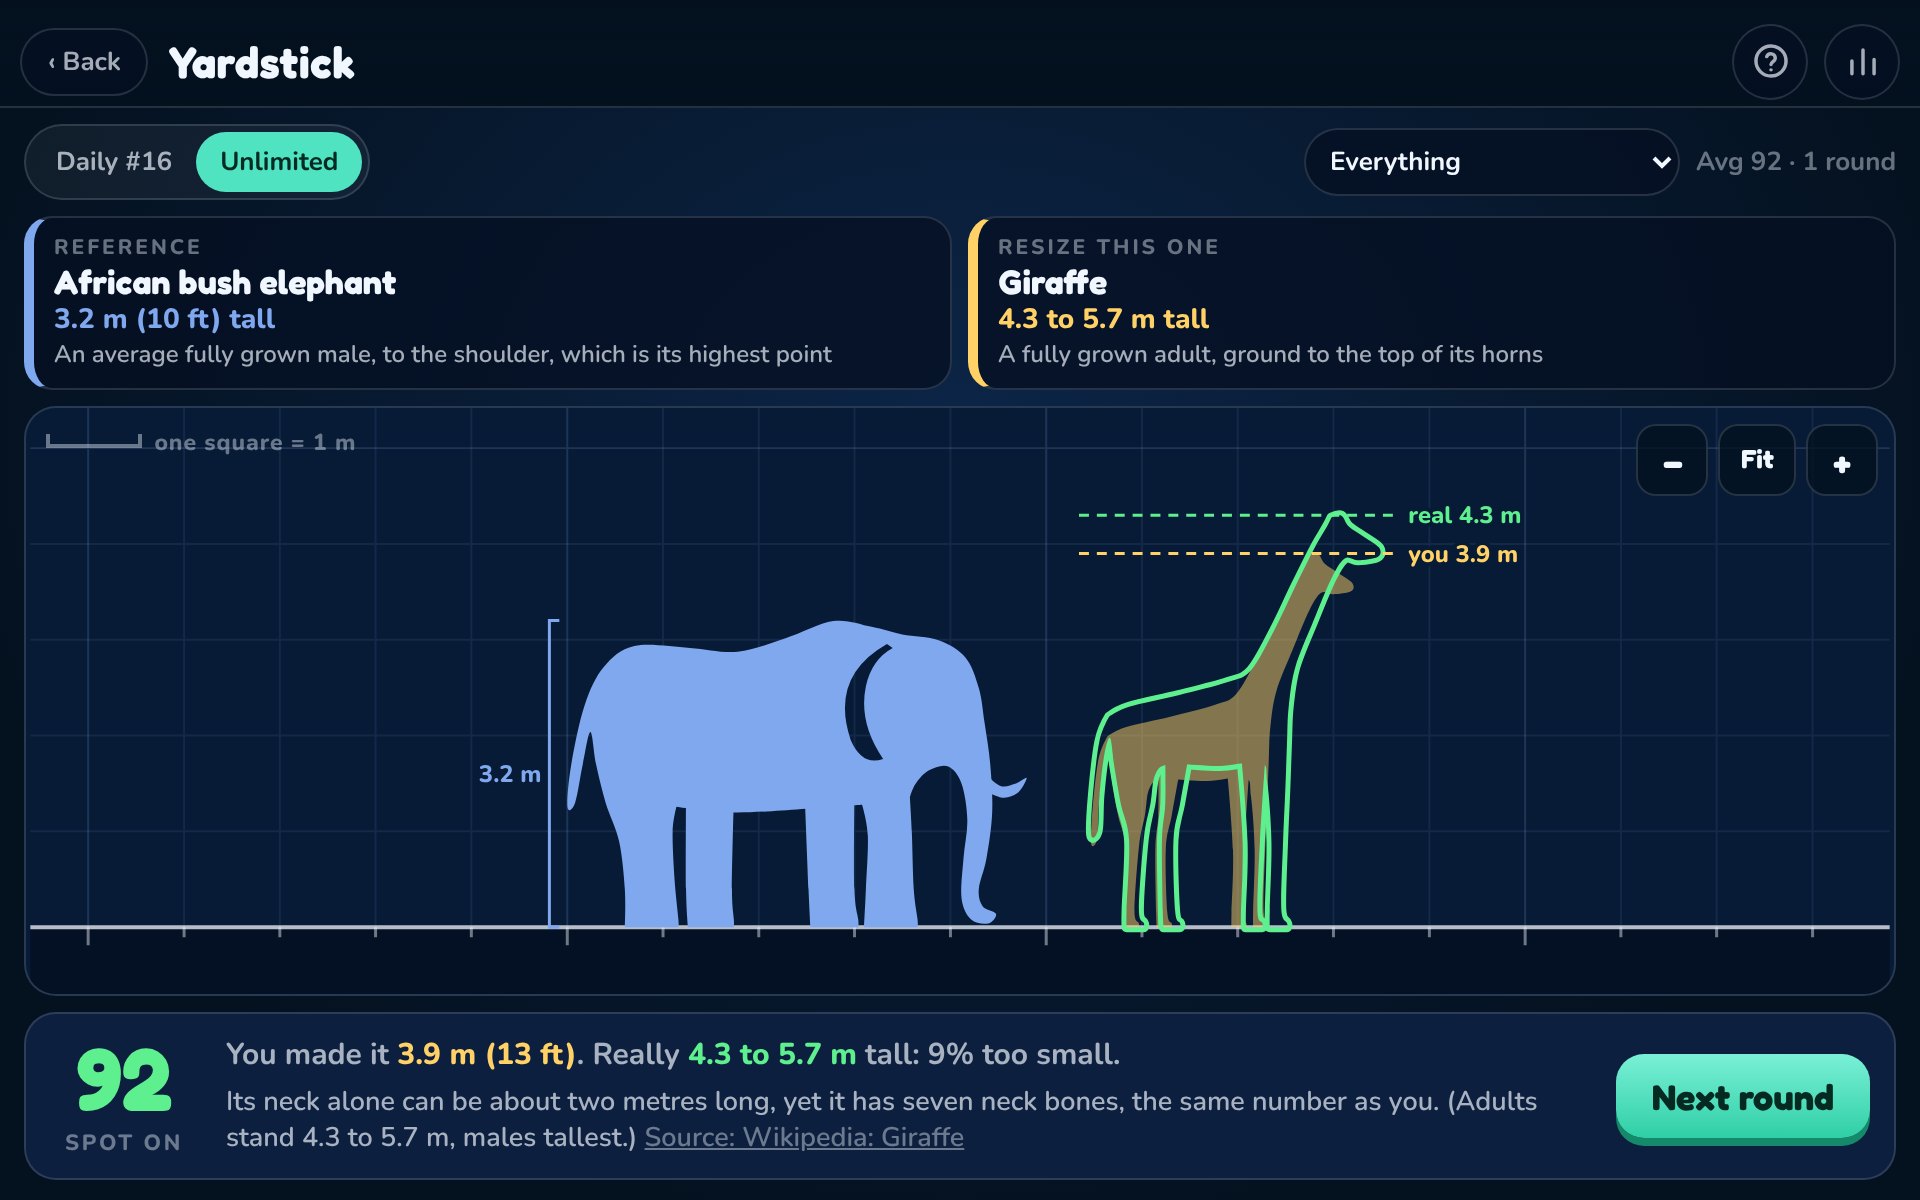 ‹ Back
Yardstick
Daily #16
Unlimited
Everything
Avg 92 · 1 round
REFERENCE
African bush elephant
3.2 m (10 ft) tall
An average fully grown male, to the shoulder, which is its highest point
RESIZE THIS ONE
Giraffe
4.3 to 5.7 m tall
A fully grown adult, ground to the top of its horns
one square = 1 m
−
Fit
+
real 4.3 m
you 3.9 m
3.2 m
92
SPOT ON
You made it 3.9 m (13 ft). Really 4.3 to 5.7 m tall: 9% too small.
Its neck alone can be about two metres long, yet it has seven neck bones, the same number as you. (Adults
stand 4.3 to 5.7 m, males tallest.) Source: Wikipedia: Giraffe
Next round